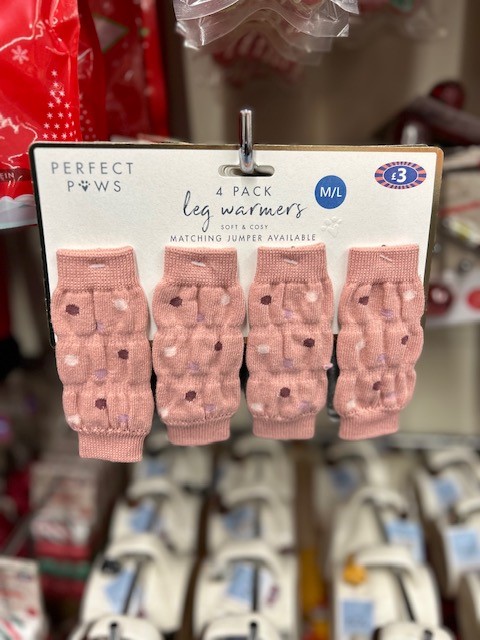 PERFECT
PAWS
4 PACK
leg warmers
SOFT & COSY
MATCHING JUMPER AVAILABLE
M/L
£3